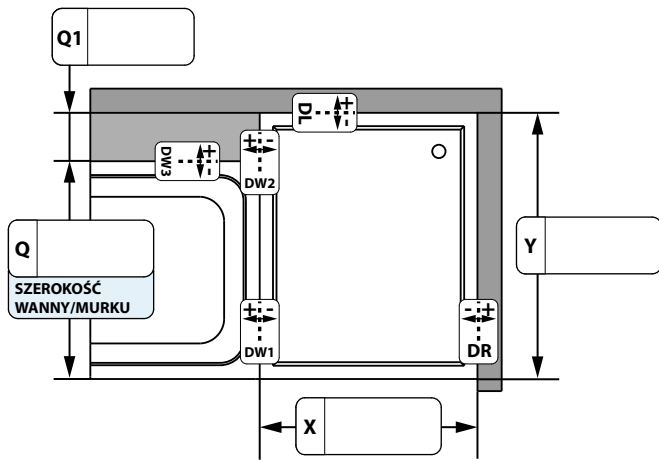 Q1
+ -
DL
+ -
DW3
+ -
DW2
Q
SZEROKOŚĆ
WANNY/MURKU
Y
+ -
DW1
- +
DR
X